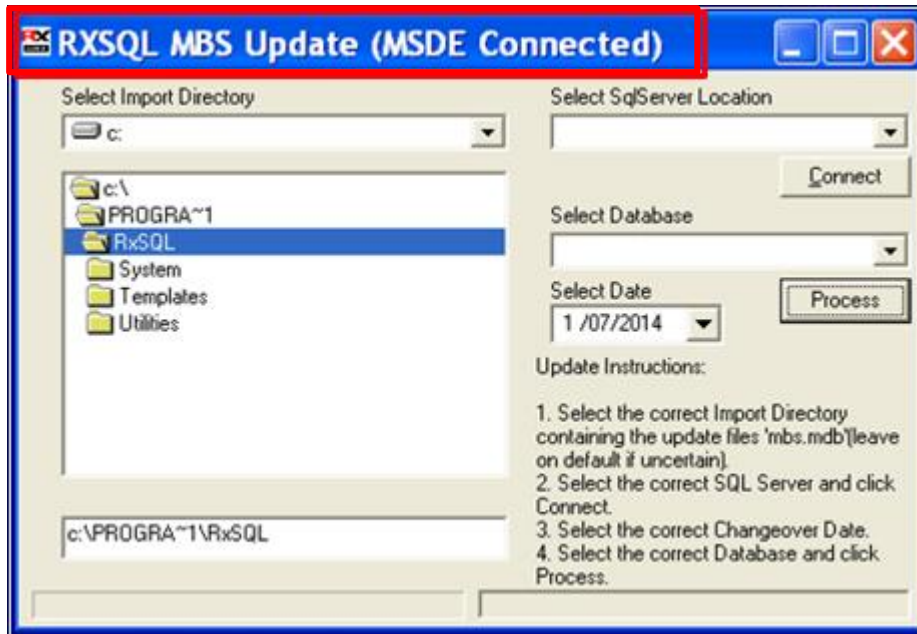 RXSQL MBS Update (MSDE Connected)
Select Import Directory
c:
c:\
PROGRA~1
RxSQL
System
Templates
Utilities
c:\PROGRA~1\RxSQL
Select SqlServer Location
Connect
Select Database
Select Date
1 /07/2014
Process
Update Instructions:
1. Select the correct Import Directory
containing the update files 'mbs.mdb'(leave
on default if uncertain).
2. Select the correct SQL Server and click
Connect.
3. Select the correct Changeover Date.
4. Select the correct Database and click
Process.